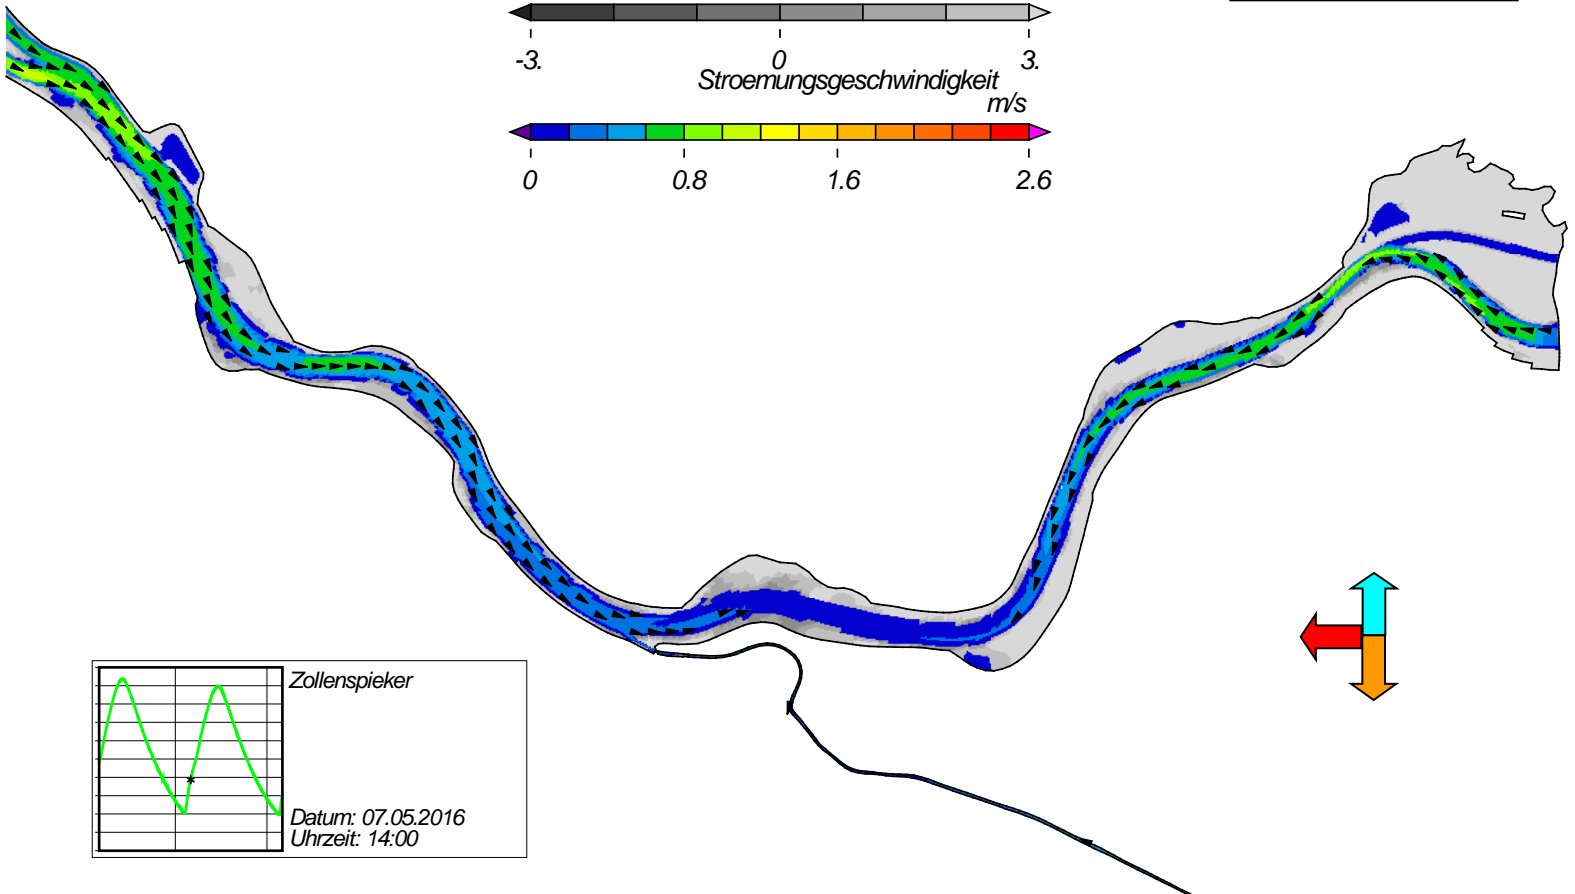 -3. 0 3.
Stroemungsgeschwindigkeit
m/s
0 0.8 1.6 2.6
Zollenspieker
Datum: 07.05.2016
Uhrzeit: 14:00